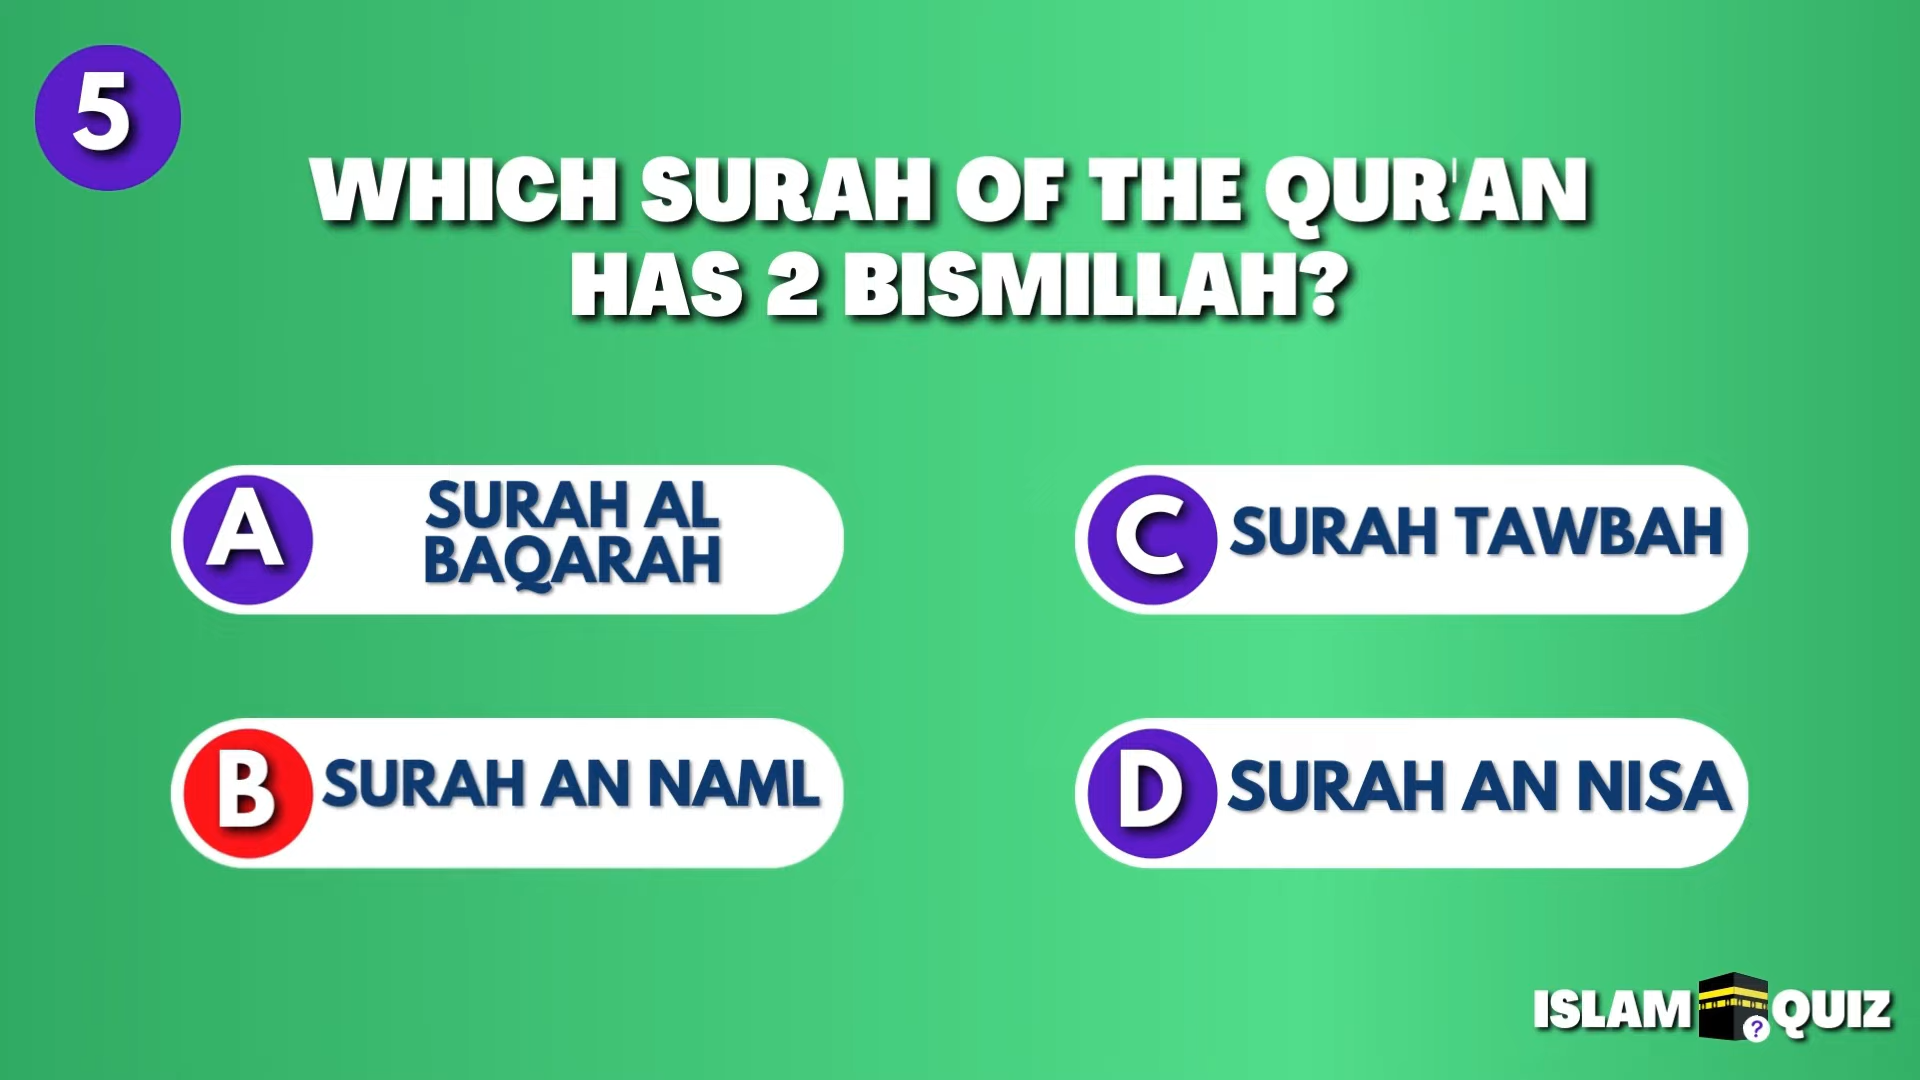 5
WHICH SURAH OF THE QUR'AN
HAS 2 BISMILLAH?
A
SURAH AL
BAQARAH
C
SURAH TAWBAH
B
SURAH AN NAML
D
SURAH AN NISA
ISLAM ? QUIZ